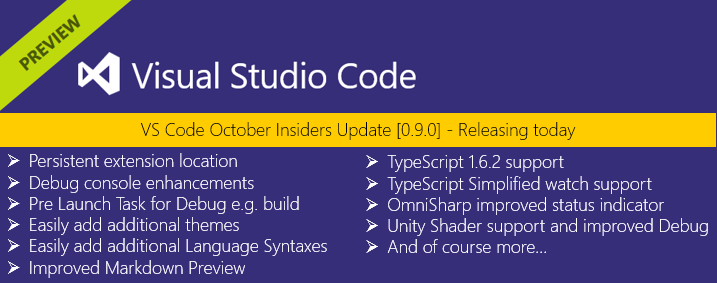 PREVIEW
Visual Studio Code
VS Code October Insiders Update [0.9.0] - Releasing today
Persistent extension location
Debug console enhancements
Pre Launch Task for Debug e.g. build
Easily add additional themes
Easily add additional Language Syntaxes
Improved Markdown Preview
TypeScript 1.6.2 support
TypeScript Simplified watch support
OmniSharp improved status indicator
Unity Shader support and improved Debug
And of course more...